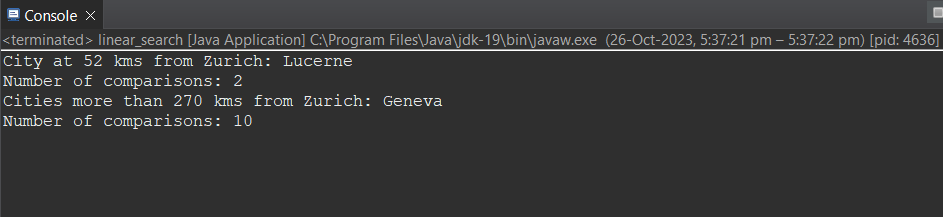 Console
<terminated> linear_search [Java Application] C:\Program Files\Java\jdk-19\bin\javaw.exe (26-Oct-2023, 5:37:21 pm – 5:37:22 pm) [pid: 4636]
City at 52 kms from Zurich: Lucerne
Number of comparisons: 2
Cities more than 270 kms from Zurich: Geneva
Number of comparisons: 10